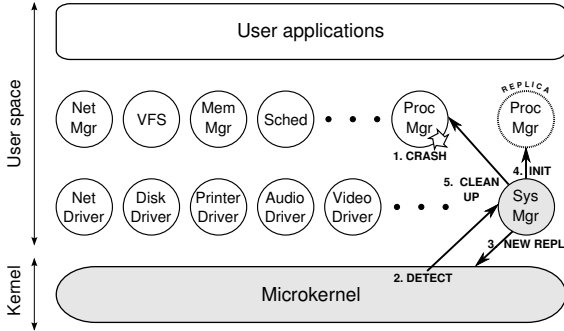 User applications
User space
REPLICA
Net
Mgr
VFS
Mem
Mgr
Sched
Proc
Mgr
Proc
Mgr
1. CRASH
4. INIT
5. CLEAN
UP
Net
Driver
Disk
Driver
Printer
Driver
Audio
Driver
Video
Driver
Sys
Mgr
3. NEW REPL
2. DETECT
Kernel
Microkernel